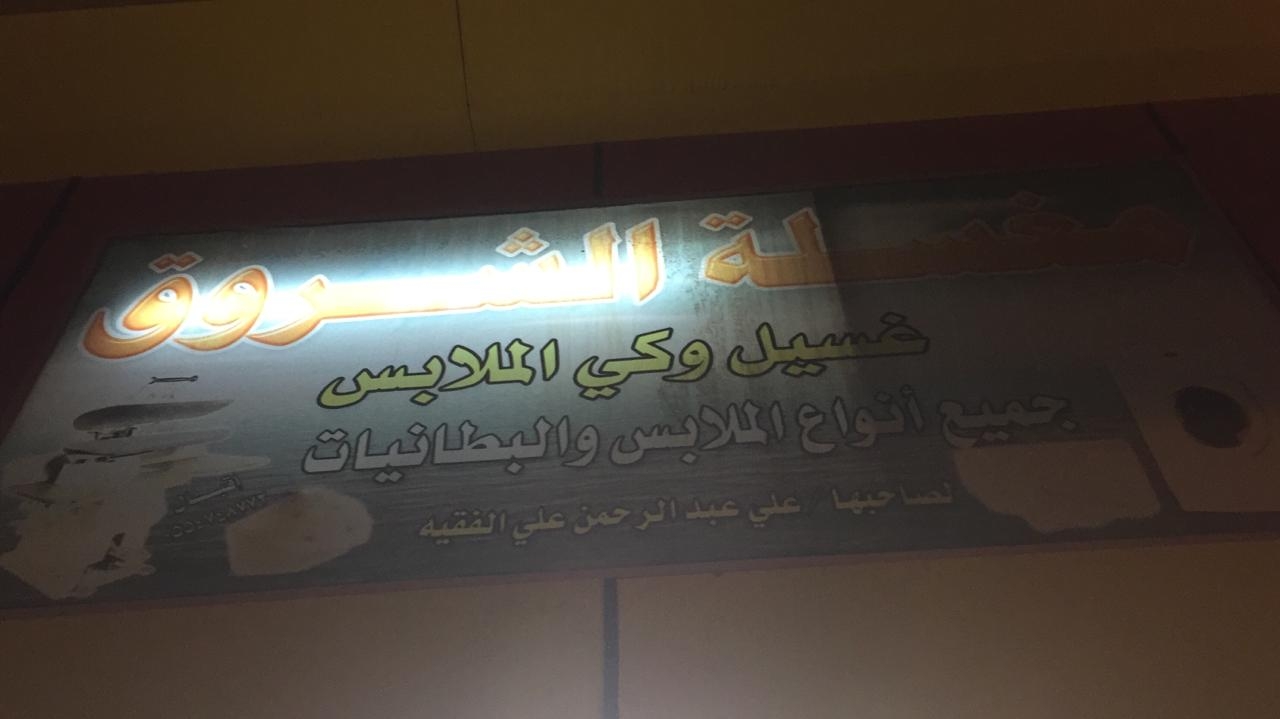 مغسلة الشروق
غسيل وكي الملابس
جميع أنواع الملابس والبطانيات
لصاحبها / علي عبد الرحمن علي الفقيه